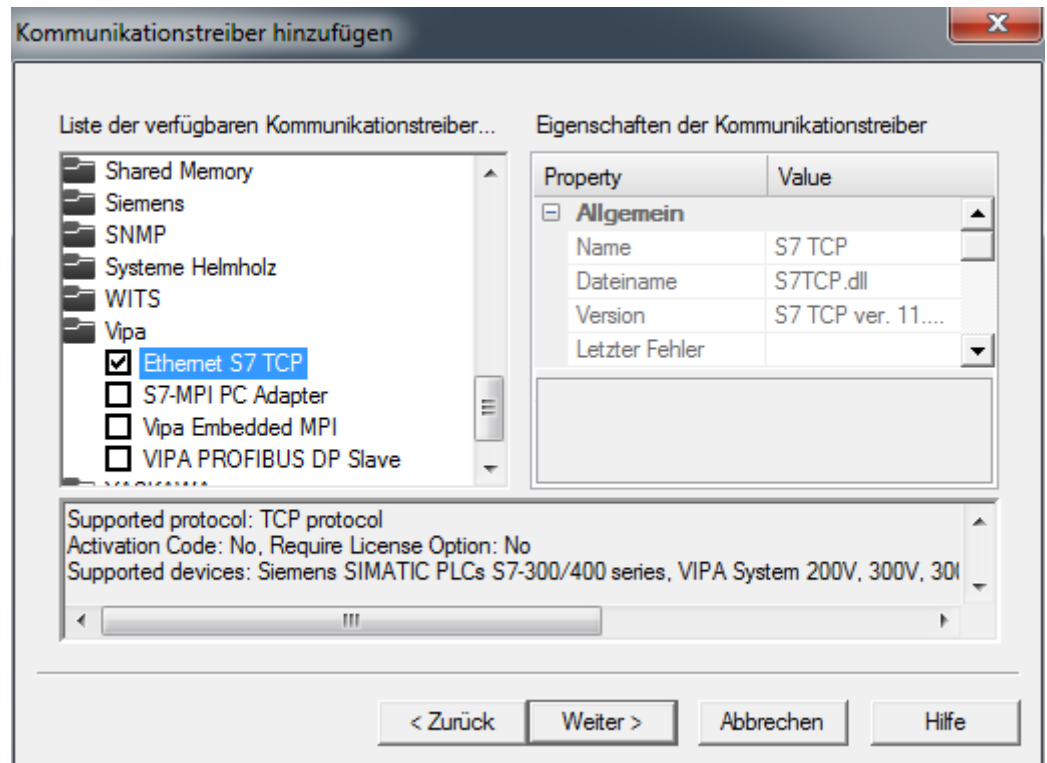 Kommunikationstreiber hinzufügen
Liste der verfügbaren Kommunikationstreiber...
Shared Memory
Siemens
SNMP
Systeme Helmholz
WITS
Vipa
Ethernet S7 TCP
S7-MPI PC Adapter
Vipa Embedded MPI
VIPA PROFIBUS DP Slave
Eigenschaften der Kommunikationstreiber
Property Value
Allgemein
Name S7 TCP
Dateiname S7TCP.dll
Version S7 TCP ver. 11....
Letzter Fehler
Supported protocol: TCP protocol
Activation Code: No, Require License Option: No
Supported devices: Siemens SIMATIC PLCs S7-300/400 series, VIPA System 200V, 300V,
< Zurück Weiter > Abbrechen Hilfe